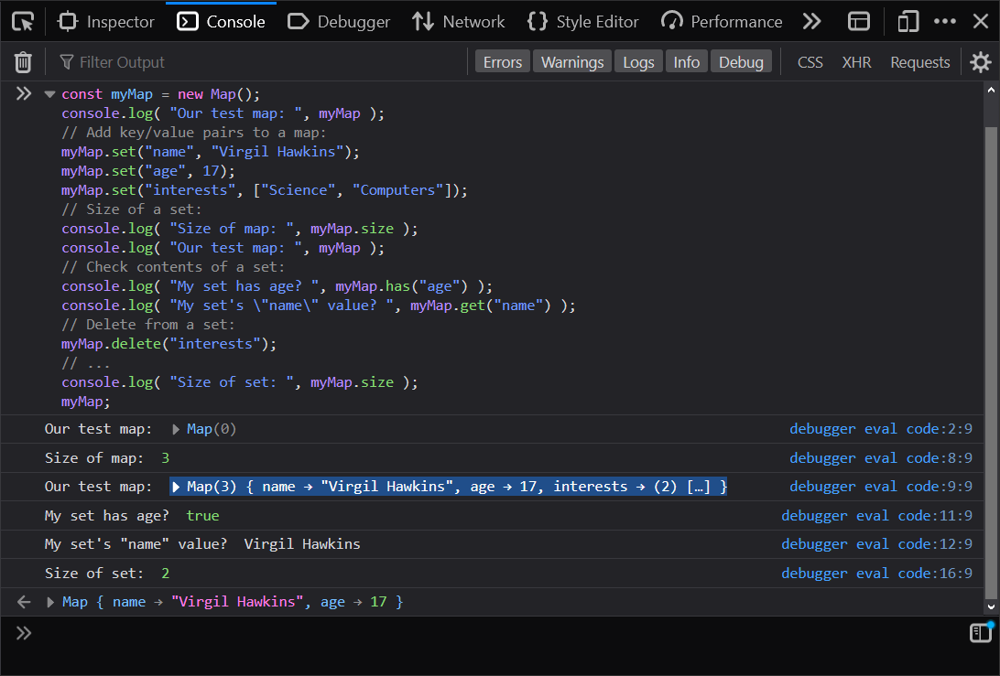 Inspector Console Debugger Network Style Editor Performance
Filter Output Errors Warnings Logs Info Debug CSS XHR Requests
const myMap = new Map();
console.log( "Our test map: ", myMap );
// Add key/value pairs to a map:
myMap.set("name", "Virgil Hawkins");
myMap.set("age", 17);
myMap.set("interests", ["Science", "Computers"]);
// Size of a set:
console.log( "Size of map: ", myMap.size );
console.log( "Our test map: ", myMap );
// Check contents of a set:
console.log( "My set has age? ", myMap.has("age") );
console.log( "My set's \"name\" value? ", myMap.get("name") );
// Delete from a set:
myMap.delete("interests");
// ...
console.log( "Size of set: ", myMap.size );
myMap;
Our test map: Map(0) debugger eval code:2:9
Size of map: 3 debugger eval code:8:9
Our test map: Map(3) { name → "Virgil Hawkins", age → 17, interests → (2) […] } debugger eval code:9:9
My set has age? true debugger eval code:11:9
My set's "name" value? Virgil Hawkins debugger eval code:12:9
Size of set: 2 debugger eval code:16:9
Map { name → "Virgil Hawkins", age → 17 }